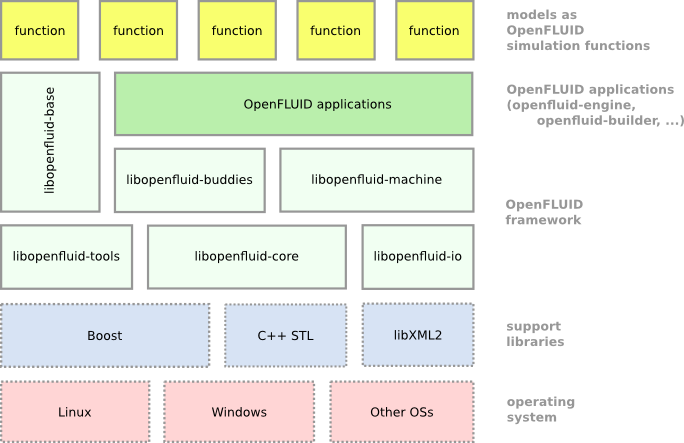 function
function
function
function
function
models as
OpenFLUID
simulation functions
libopenfluid-base
OpenFLUID applications
OpenFLUID applications
(openfluid-engine,
openfluid-builder, ...)
libopenfluid-buddies
libopenfluid-machine
OpenFLUID
framework
libopenfluid-tools
libopenfluid-core
libopenfluid-io
Boost
C++ STL
libXML2
support
libraries
Linux
Windows
Other OSs
operating
system